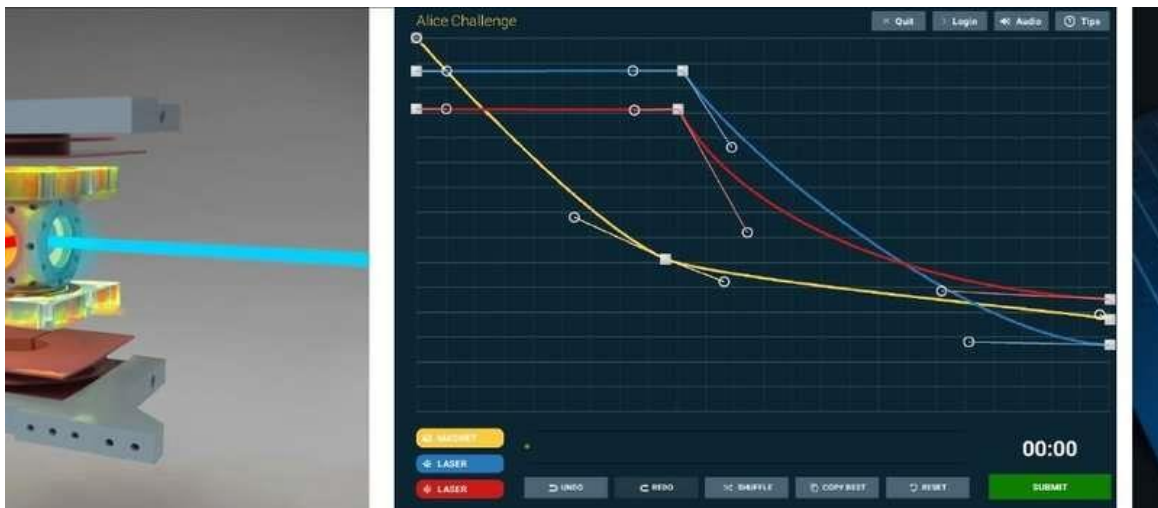 Alice Challenge
Quit
Login
Audio
Tips
MAGNET
LASER
LASER
00:00
UNDO
REDO
SHUFFLE
COPY BEST
RESET
SUBMIT